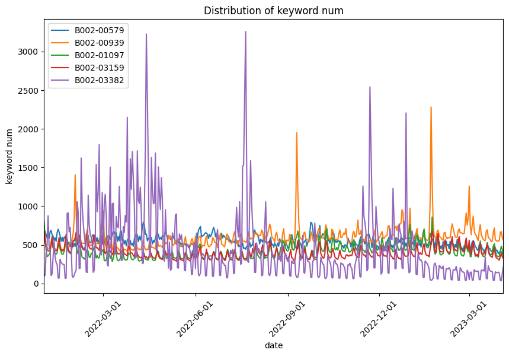 Distribution of keyword num
B002-00579
B002-00939
B002-01097
B002-03159
B002-03382
3000
2500
2000
1500
1000
500
0
keyword num
2022-03-01
2022-06-01
2022-09-01
2022-12-01
2023-03-01
date